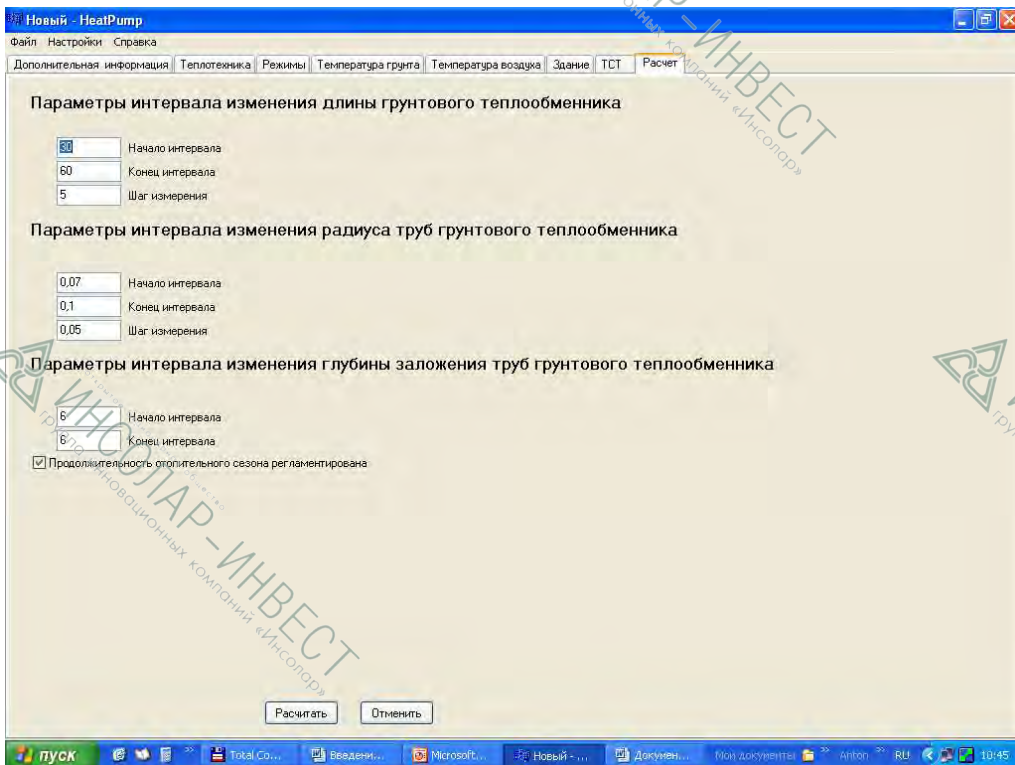 Новый - HeatPump
Файл Настройки Справка
Дополнительная информация Теплотехника Режимы Температура грунта Температура воздуха Здание ТСТ Расчет
Параметры интервала изменения длины грунтового теплообменника
30 Начало интервала
60 Конец интервала
5 Шаг измерения
Параметры интервала изменения радиуса труб грунтового теплообменника
0,07 Начало интервала
0,1 Конец интервала
0,05 Шаг измерения
Параметры интервала изменения глубины заложения труб грунтового теплообменника
6 Начало интервала
6 Конец интервала
Продолжительность отопительного сезона регламентирована
Расчитать Отменить
пуск Total Co... Введени... Microsoft... Новый - ... Докумен... Мои документы Anton RU 10:45
ИНСОЛАР-ИНВЕСТ
группа инновационных компаний «Инсолар»